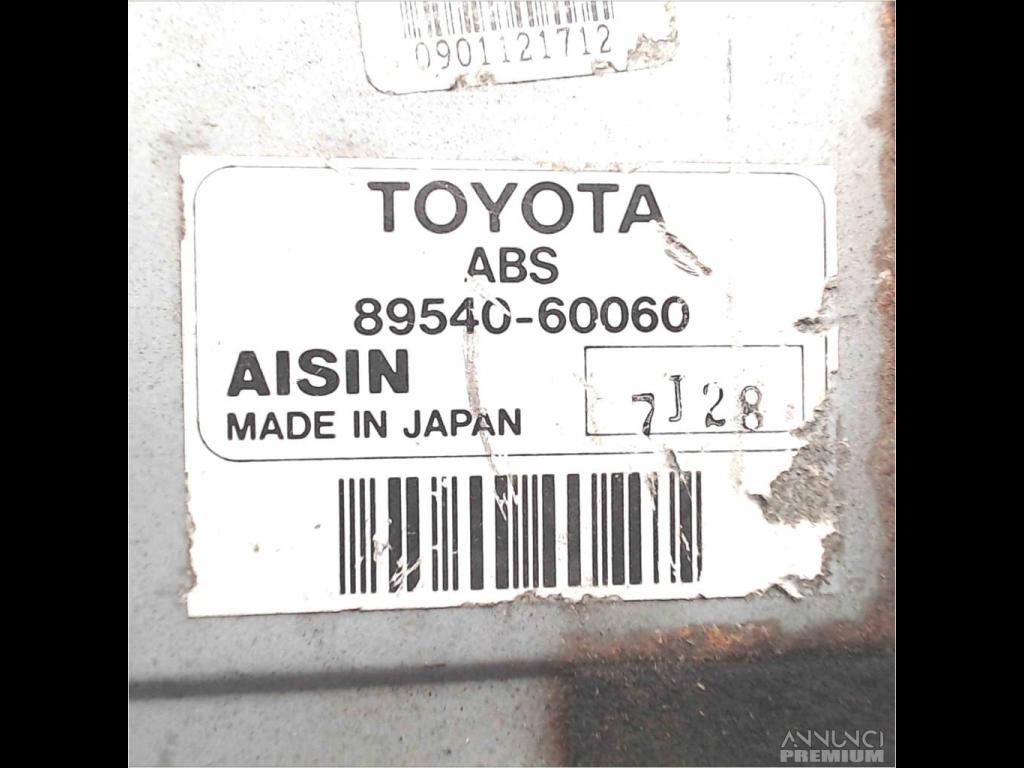 0901121712
TOYOTA
ABS
89540-60060
AISIN
7J28
MADE IN JAPAN
ANNUNCI
PREMIUM